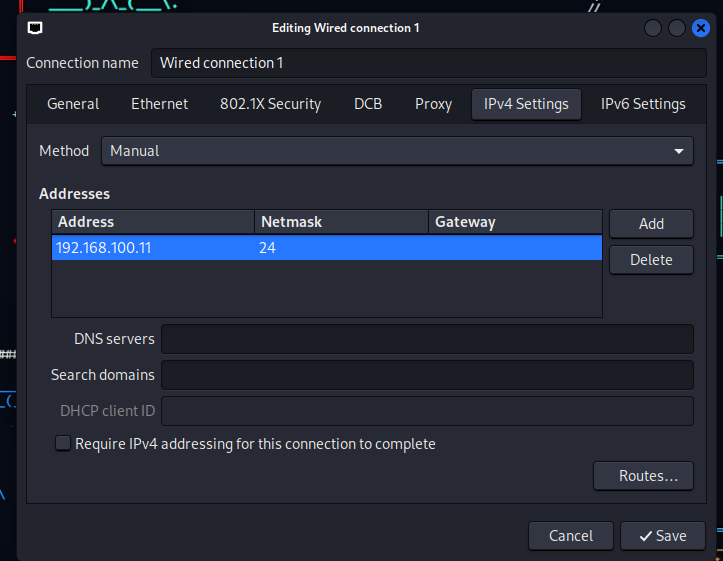 Editing Wired connection 1
Connection name Wired connection 1
General Ethernet 802.1X Security DCB Proxy IPv4 Settings IPv6 Settings
Method Manual
Addresses
Address Netmask Gateway
192.168.100.11 24
Add
Delete
DNS servers
Search domains
DHCP client ID
Require IPv4 addressing for this connection to complete
Routes...
Cancel Save